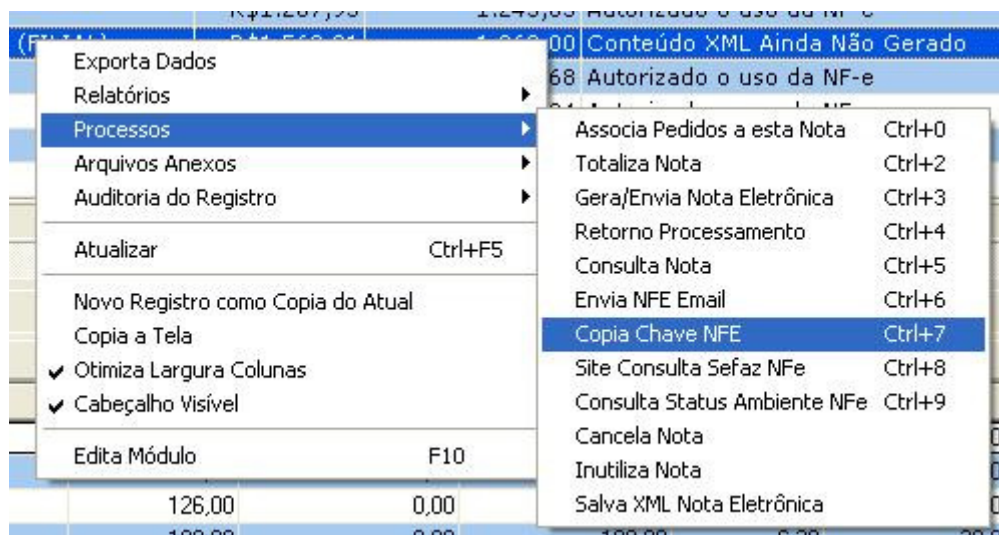 Autorizado o uso da NF-e
Conteúdo XML Ainda Não Gerado
68 Autorizado o uso da NF-e
Exporta Dados
Relatórios
Processos
Arquivos Anexos
Auditoria do Registro
Atualizar Ctrl+F5
Novo Registro como Copia do Atual
Copia a Tela
Otimiza Largura Colunas
Cabeçalho Visível
Edita Módulo F10
Associa Pedidos a esta Nota Ctrl+0
Totaliza Nota Ctrl+2
Gera/Envia Nota Eletrônica Ctrl+3
Retorno Processamento Ctrl+4
Consulta Nota Ctrl+5
Envia NFE Email Ctrl+6
Copia Chave NFE Ctrl+7
Site Consulta Sefaz NFe Ctrl+8
Consulta Status Ambiente NFe Ctrl+9
Cancela Nota
Inutiliza Nota
Salva XML Nota Eletrônica
126,00 0,00